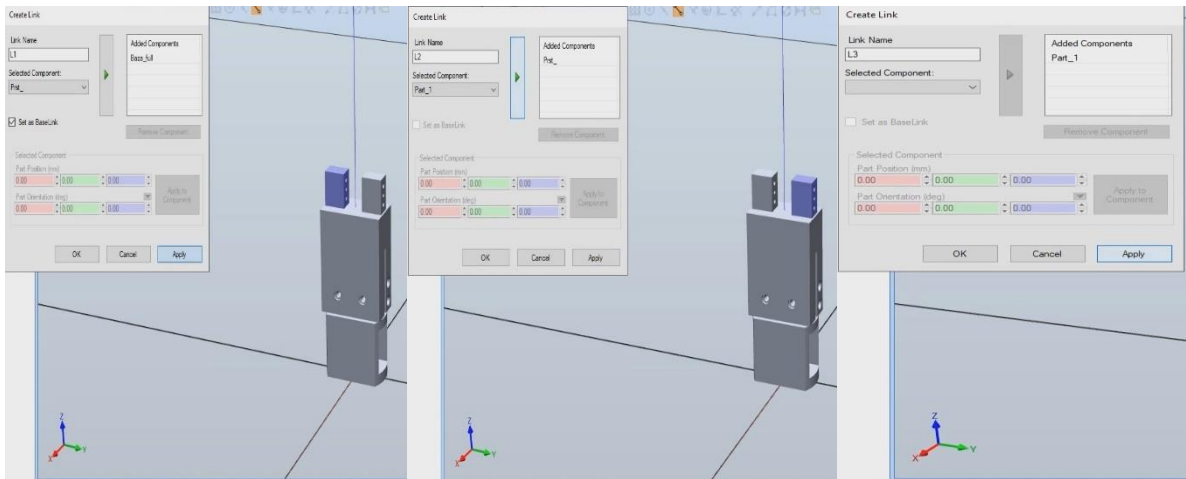 Create Link
Link Name
L1
Added Components
Baza_full
Selected Component:
Prst_
Set as BaseLink
Remove Component
Selected Component
Part Position (mm)
0.00 0.00 0.00
Part Orientation (deg)
0.00 0.00 0.00
Apply to Component
OK Cancel Apply
Z
Y
X
Create Link
Link Name
L2
Added Components
Prst_
Selected Component:
Part_1
Set as BaseLink
Remove Component
Selected Component
Part Position (mm)
0.00 0.00 0.00
Part Orientation (deg)
0.00 0.00 0.00
Apply to Component
OK Cancel Apply
Z
Y
X
Create Link
Link Name
L3
Added Components
Part_1
Selected Component:
Set as BaseLink
Remove Component
Selected Component
Part Position (mm)
0.00 0.00 0.00
Part Orientation (deg)
0.00 0.00 0.00
Apply to
Component
OK Cancel Apply
Z
Y
X